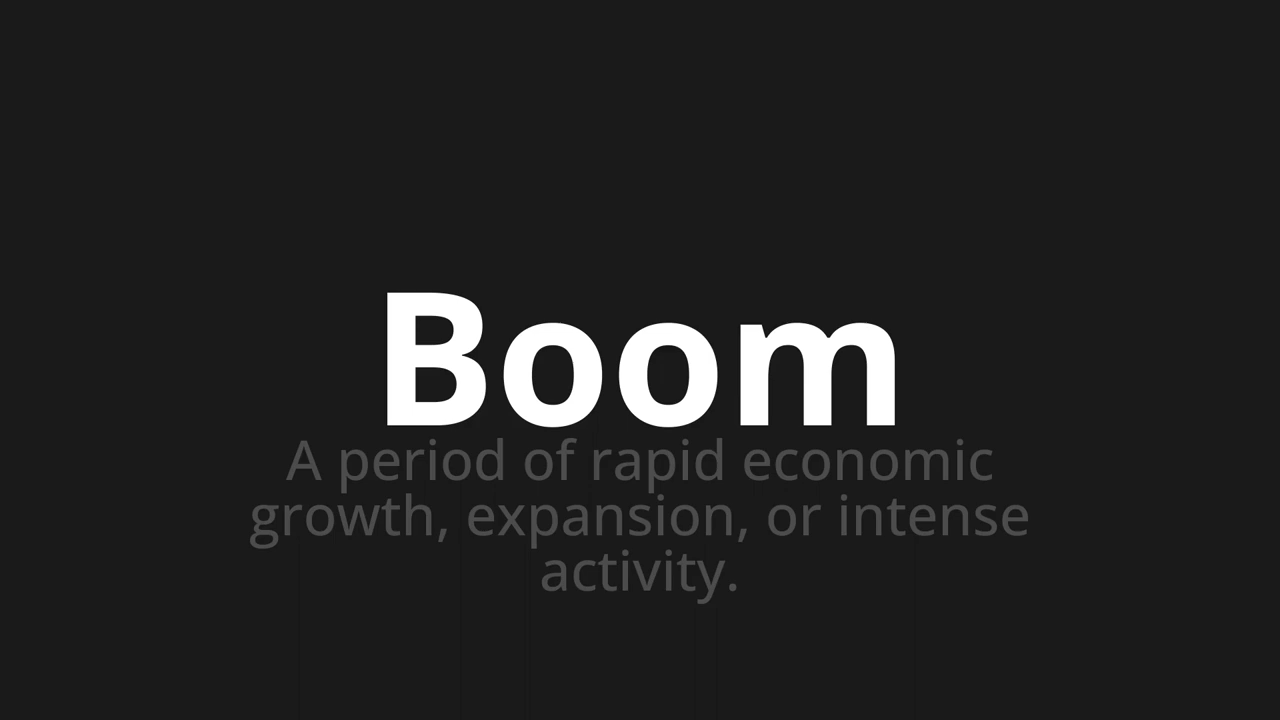 Boom
A period of rapid economic
growth, expansion, or intense
activity.